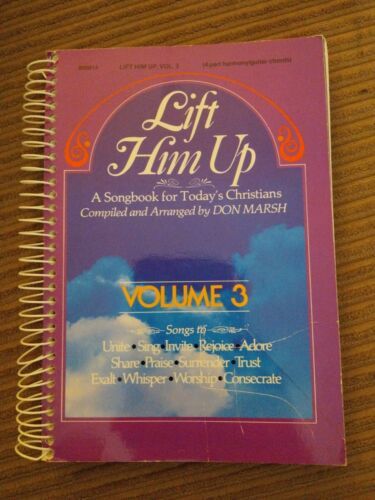 LIFT HIM UP, VOL. 3 (4-part harmony/guitar chords)
Lift
Him Up
A Songbook for Today's Christians
Compiled and Arranged by DON MARSH
VOLUME 3
Songs to
Unite • Sing • Invite • Rejoice • Adore
Share • Praise • Surrender • Trust
Exalt • Whisper • Worship • Consecrate